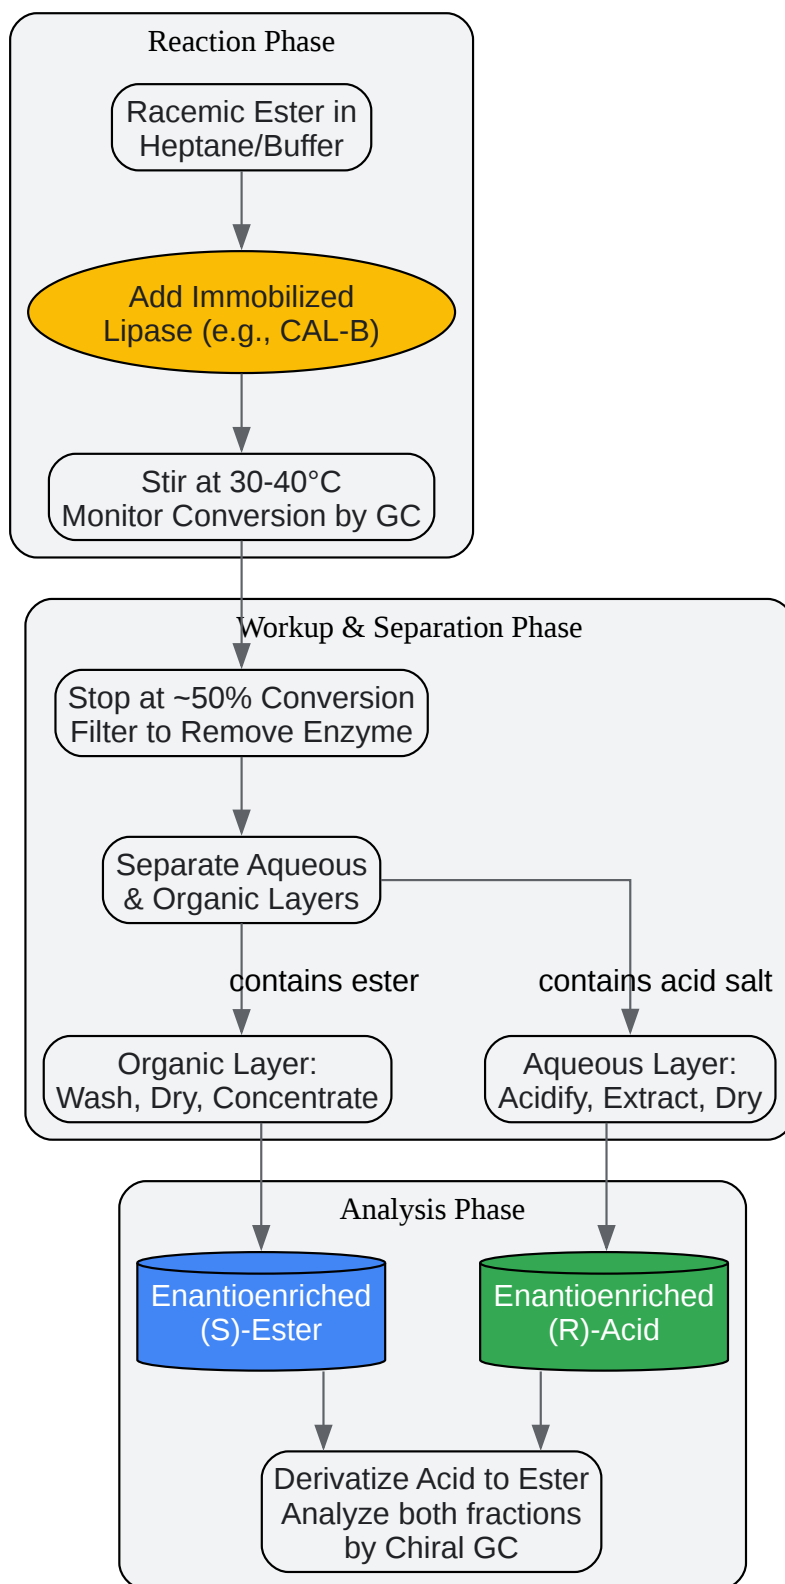 Reaction Phase
Racemic Ester in
Heptane/Buffer
Add Immobilized
Lipase (e.g., CAL-B)
Stir at 30-40°C
Monitor Conversion by GC
Workup & Separation Phase
Stop at ~50% Conversion
Filter to Remove Enzyme
Separate Aqueous
& Organic Layers
contains ester
contains acid salt
Organic Layer:
Wash, Dry, Concentrate
Aqueous Layer:
Acidify, Extract, Dry
Analysis Phase
Enantioenriched
(S)-Ester
Enantioenriched
(R)-Acid
Derivatize Acid to Ester
Analyze both fractions
by Chiral GC